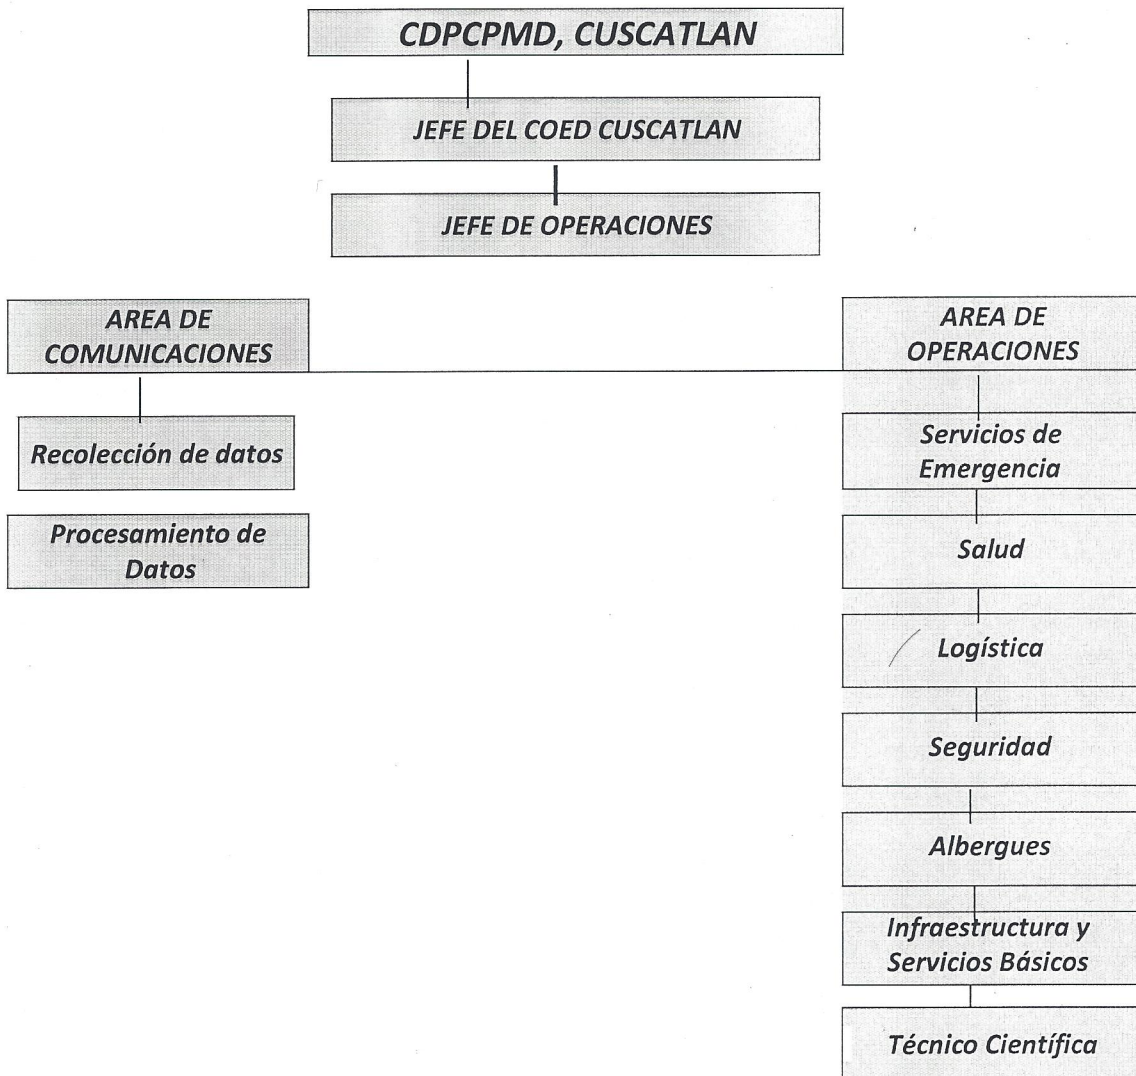 CDPCPMD, CUSCATLAN
JEFE DEL COED CUSCATLAN
JEFE DE OPERACIONES
AREA DE
COMUNICACIONES
Recolección de datos
Procesamiento de
Datos
AREA DE
OPERACIONES
Servicios de
Emergencia
Salud
Logística
Seguridad
Albergues
Infraestructura y
Servicios Básicos
Técnico Científica